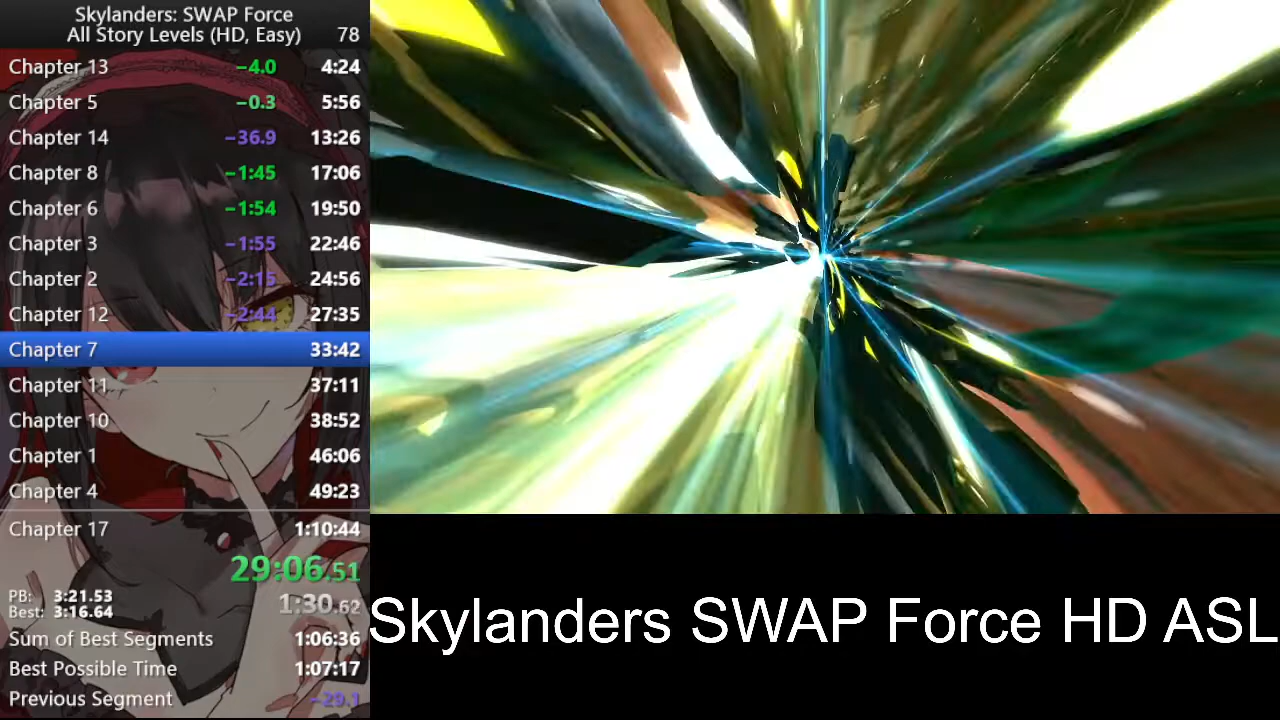 Skylanders: SWAP Force
All Story Levels (HD, Easy) 78
Chapter 13 −4.0 4:24
Chapter 5 −0.3 5:56
Chapter 14 −36.9 13:26
Chapter 8 −1:45 17:06
Chapter 6 −1:54 19:50
Chapter 3 −1:55 22:46
Chapter 2 −2:15 24:56
Chapter 12 −2:44 27:35
Chapter 7 33:42
Chapter 11 37:11
Chapter 10 38:52
Chapter 1 46:06
Chapter 4 49:23
Chapter 17 1:10:44
29:06.51
PB: 3:21.53
Best: 3:16.64
1:30.62
Sum of Best Segments 1:06:36
Best Possible Time 1:07:17
Previous Segment −29.1
Skylanders SWAP Force HD ASL